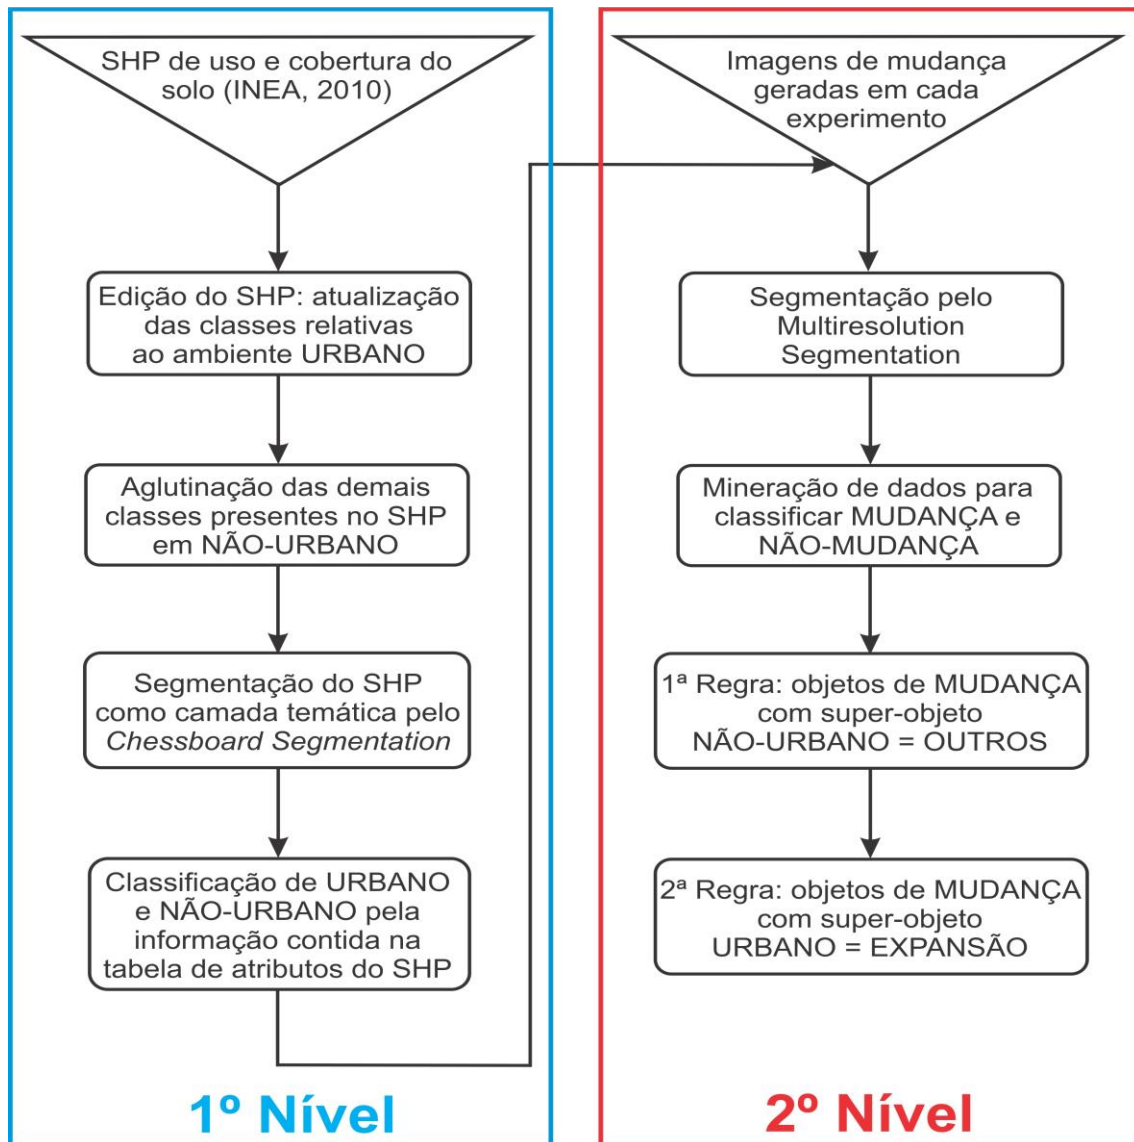 SHP de uso e cobertura do
solo (INEA, 2010)
Edição do SHP: atualização
das classes relativas
ao ambiente URBANO
Aglutinação das demais
classes presentes no SHP
em NÃO-URBANO
Segmentação do SHP
como camada temática pelo
Chessboard Segmentation
Classificação de URBANO
e NÃO-URBANO pela
informação contida na
tabela de atributos do SHP
1º Nível
Imagens de mudança
geradas em cada
experimento
Segmentação pelo
Multiresolution
Segmentation
Mineração de dados para
classificar MUDANÇA e
NÃO-MUDANÇA
1ª Regra: objetos de MUDANÇA
com super-objeto
NÃO-URBANO = OUTROS
2ª Regra: objetos de MUDANÇA
com super-objeto
URBANO = EXPANSÃO
2º Nível